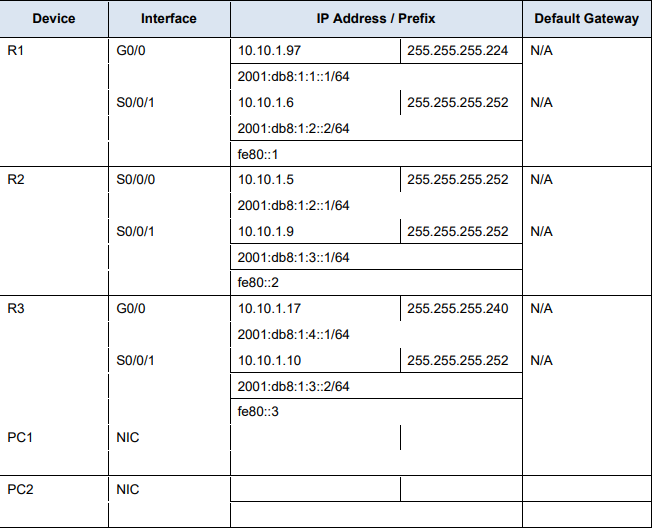 Device Interface IP Address / Prefix Default Gateway
R1 G0/0 10.10.1.97 255.255.255.224 N/A
2001:db8:1:1::1/64
S0/0/1 10.10.1.6 255.255.255.252 N/A
2001:db8:1:2::2/64
fe80::1
R2 S0/0/0 10.10.1.5 255.255.255.252 N/A
2001:db8:1:2::1/64
S0/0/1 10.10.1.9 255.255.255.252 N/A
2001:db8:1:3::1/64
fe80::2
R3 G0/0 10.10.1.17 255.255.255.240 N/A
2001:db8:1:4::1/64
S0/0/1 10.10.1.10 255.255.255.252 N/A
2001:db8:1:3::2/64
fe80::3
PC1 NIC
PC2 NIC